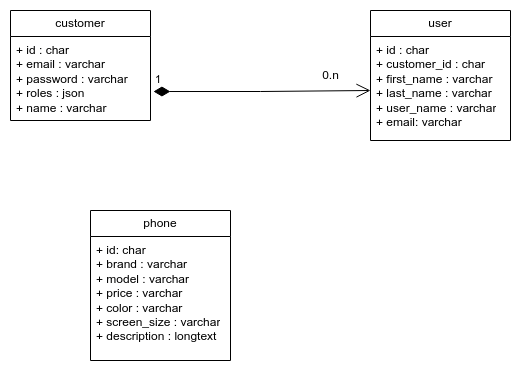 customer
+ id : char
+ email : varchar
+ password : varchar
+ roles : json
+ name : varchar
1
0.n
user
+ id : char
+ customer_id : char
+ first_name : varchar
+ last_name : varchar
+ user_name : varchar
+ email: varchar
phone
+ id: char
+ brand : varchar
+ model : varchar
+ price : varchar
+ color : varchar
+ screen_size : varchar
+ description : longtext